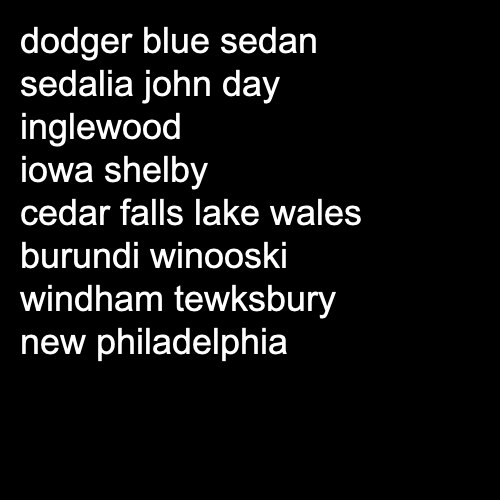 dodger blue sedan
sedalia john day
inglewood
iowa shelby
cedar falls lake wales
burundi winooski
windham tewksbury
new philadelphia